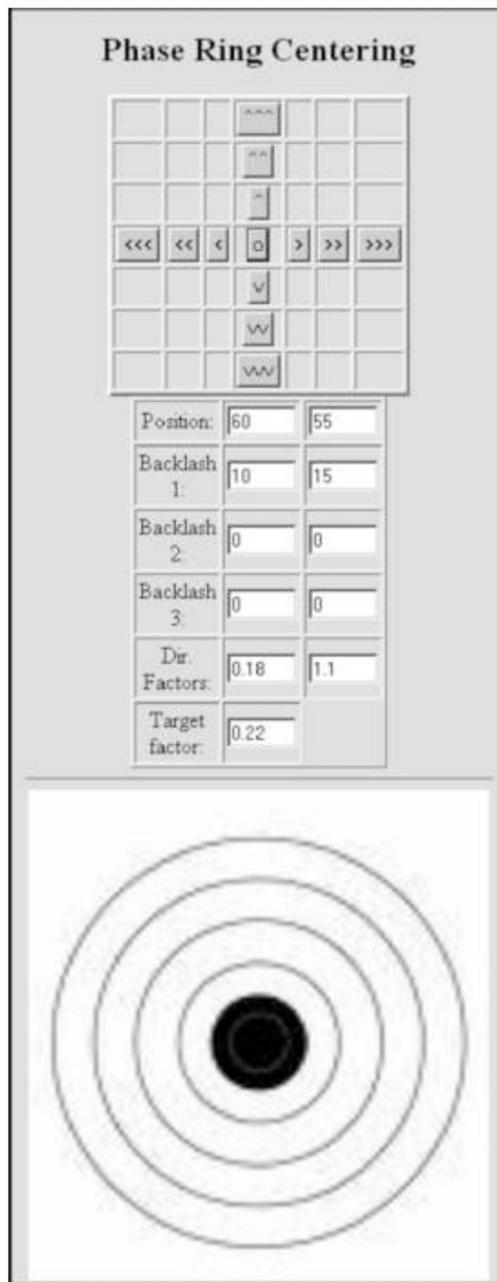 Phase Ring Centering
^^^
^^
^
<<< << < o > >> >>>
v
vv
vvv
Position: 60 55
Backlash
1: 10 15
Backlash
2: 0 0
Backlash
3: 0 0
Dir.
Factors: 0.18 1.1
Target
factor: 0.22